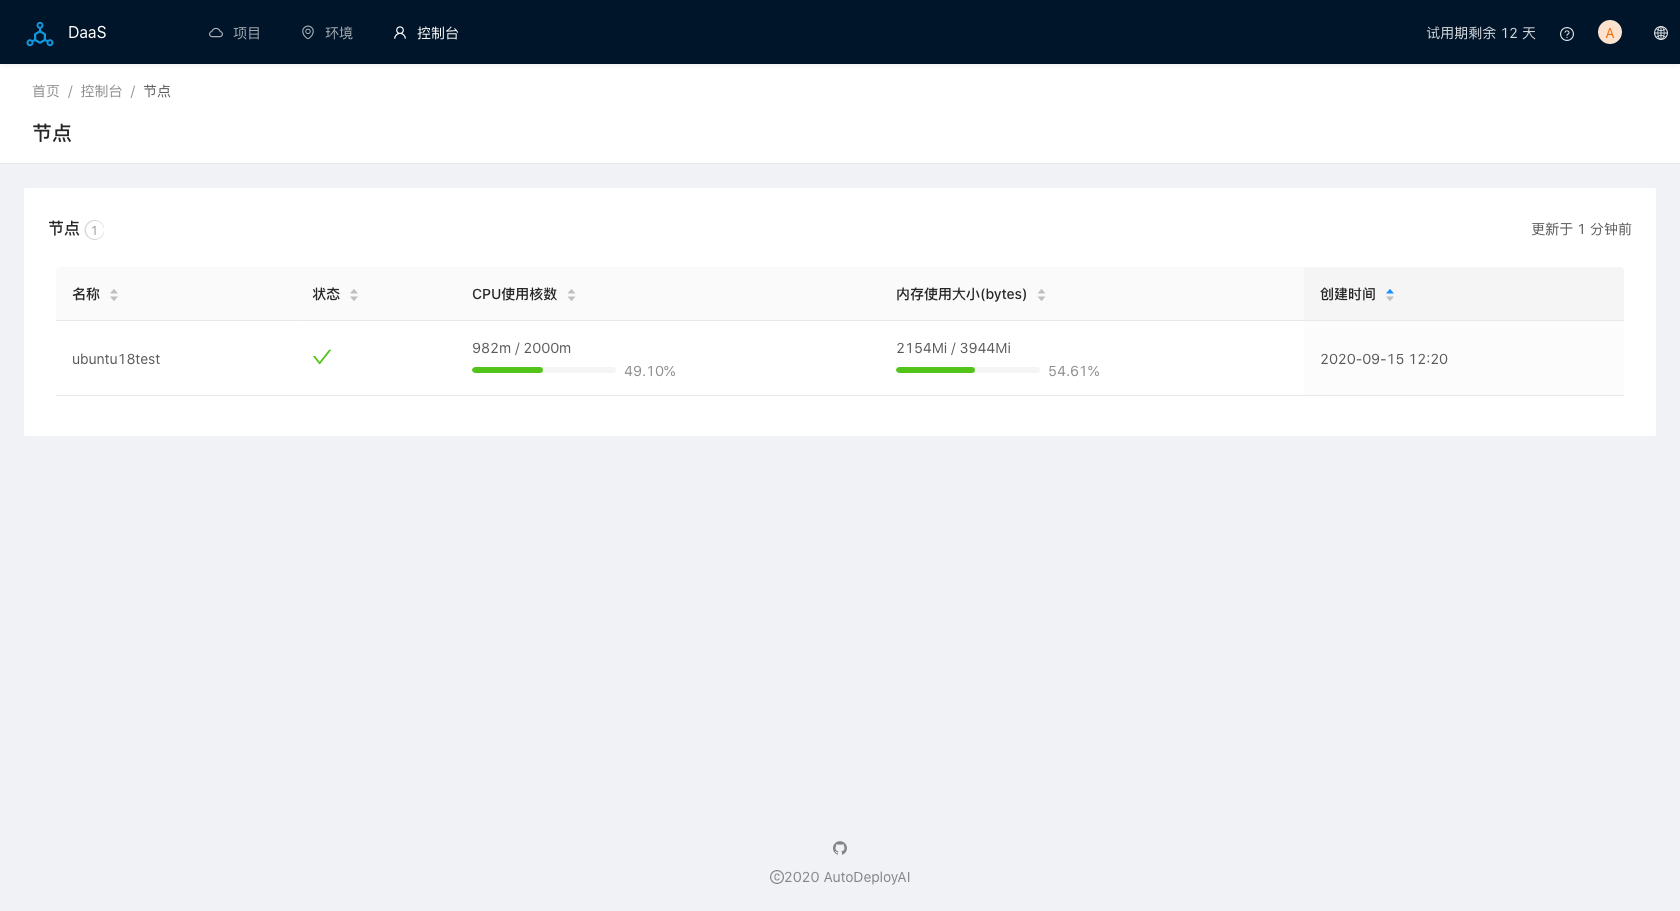 DaaS 项目 环境 控制台 试用期剩余 12 天 A
首页 / 控制台 / 节点
节点
节点 1 更新于 1 分钟前
名称 状态 CPU使用核数 内存使用大小(bytes) 创建时间
982m / 2000m 2154Mi / 3944Mi
ubuntu18test 2020-09-15 12:20
49.10% 54.61%
©2020 AutoDeployAI